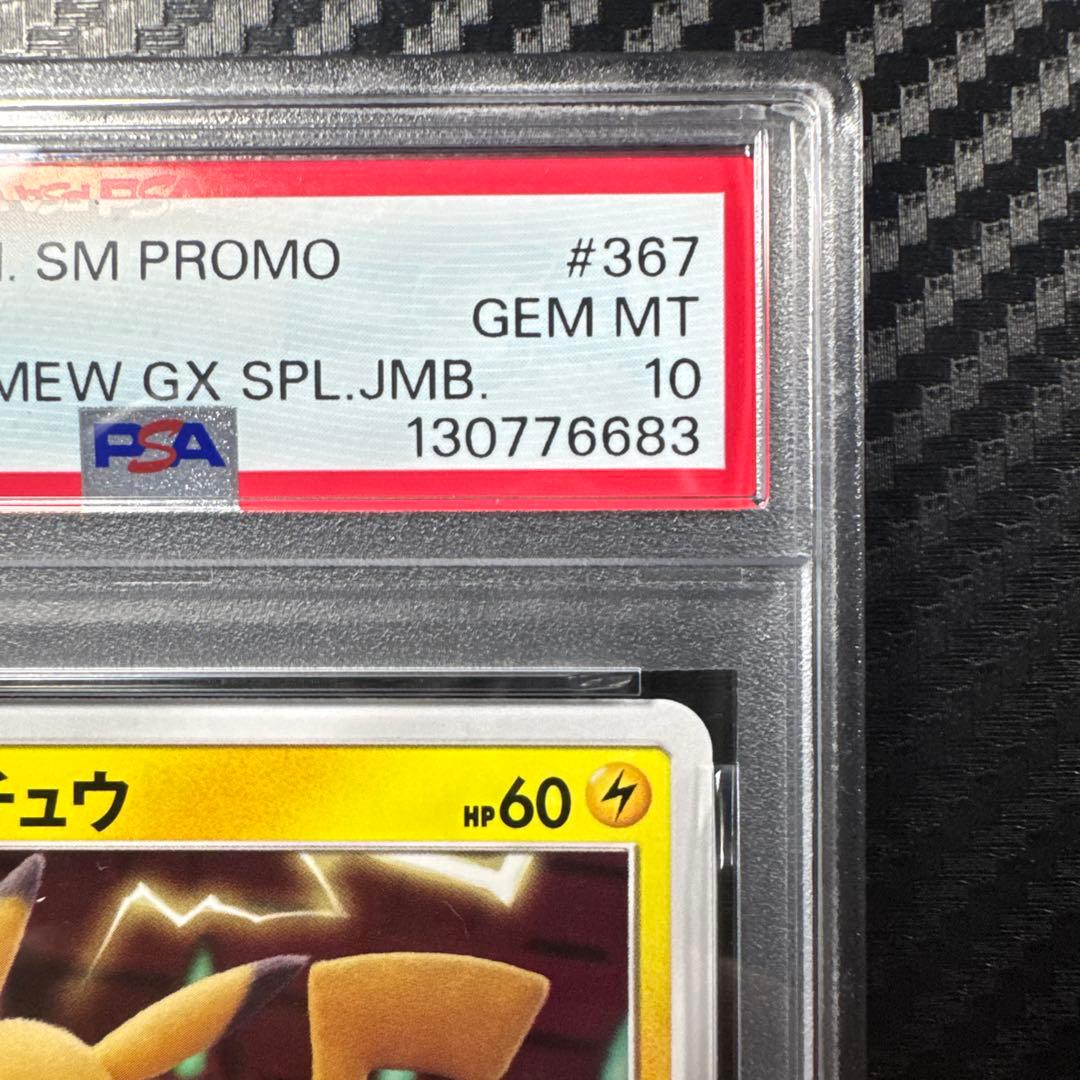 . SM PROMO #367
GEM MT
MEW GX SPL.JMB. 10
PSA 130776683
チュウ HP60